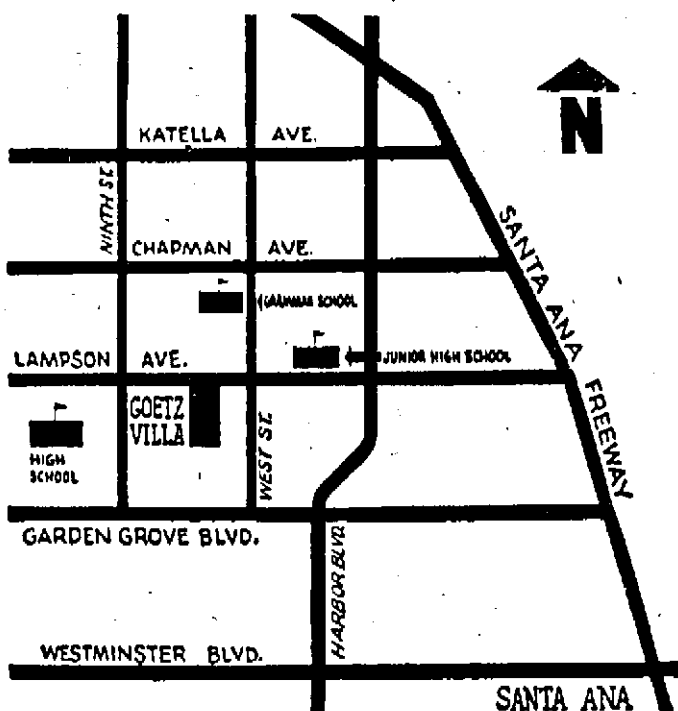 N
KATELLA AVE.
NINTH ST.
SANTA ANA FREEWAY
CHAPMAN AVE.
GRAMMAR SCHOOL
JUNIOR HIGH SCHOOL
LAMPSON AVE.
GOETZ
VILLA
HIGH
SCHOOL
WEST ST.
GARDEN GROVE BLVD.
HARBOR BLVD.
WESTMINSTER BLVD.
SANTA ANA